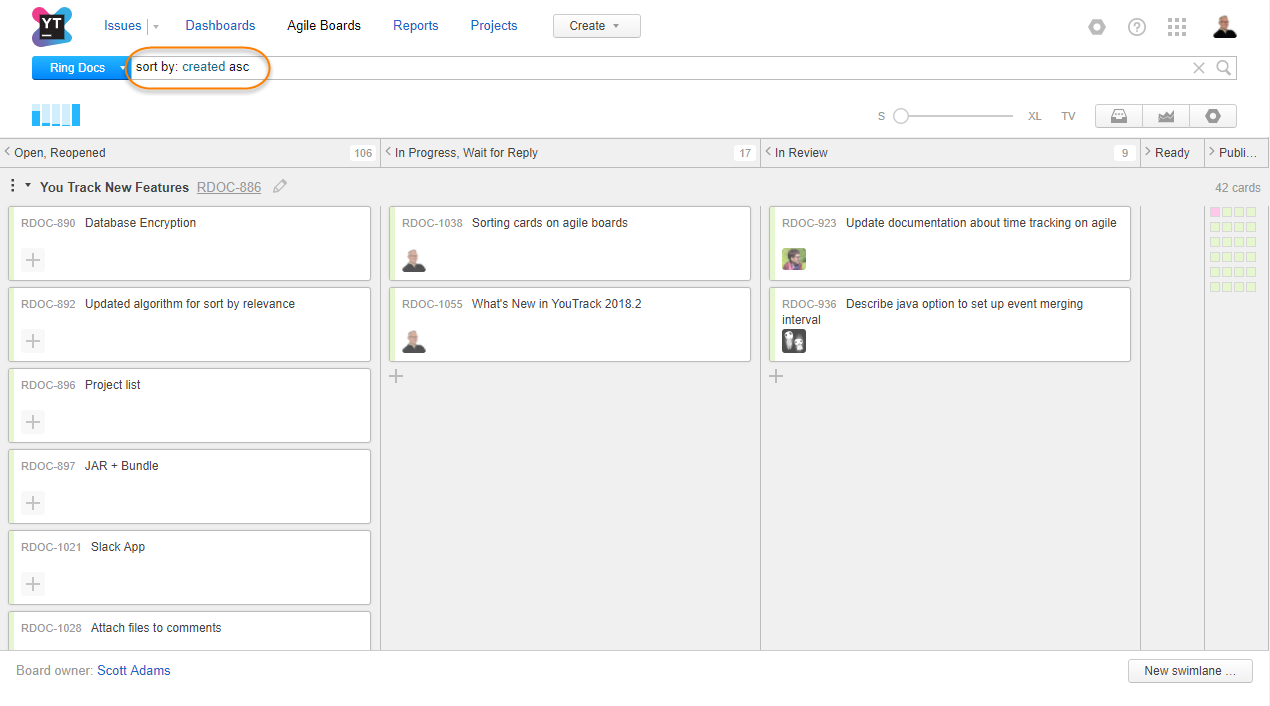 YT
Issues Dashboards Agile Boards Reports Projects Create
Ring Docs sort by: created asc
S XL TV
Open, Reopened 106 In Progress, Wait for Reply 17 In Review 9 Ready Publi...
You Track New Features RDOC-886 42 cards
RDOC-890 Database Encryption
RDOC-892 Updated algorithm for sort by relevance
RDOC-896 Project list
RDOC-897 JAR + Bundle
RDOC-1021 Slack App
RDOC-1028 Attach files to comments
RDOC-1038 Sorting cards on agile boards
RDOC-1055 What's New in YouTrack 2018.2
RDOC-923 Update documentation about time tracking on agile
RDOC-936 Describe java option to set up event merging
interval
Board owner: Scott Adams New swimlane ...